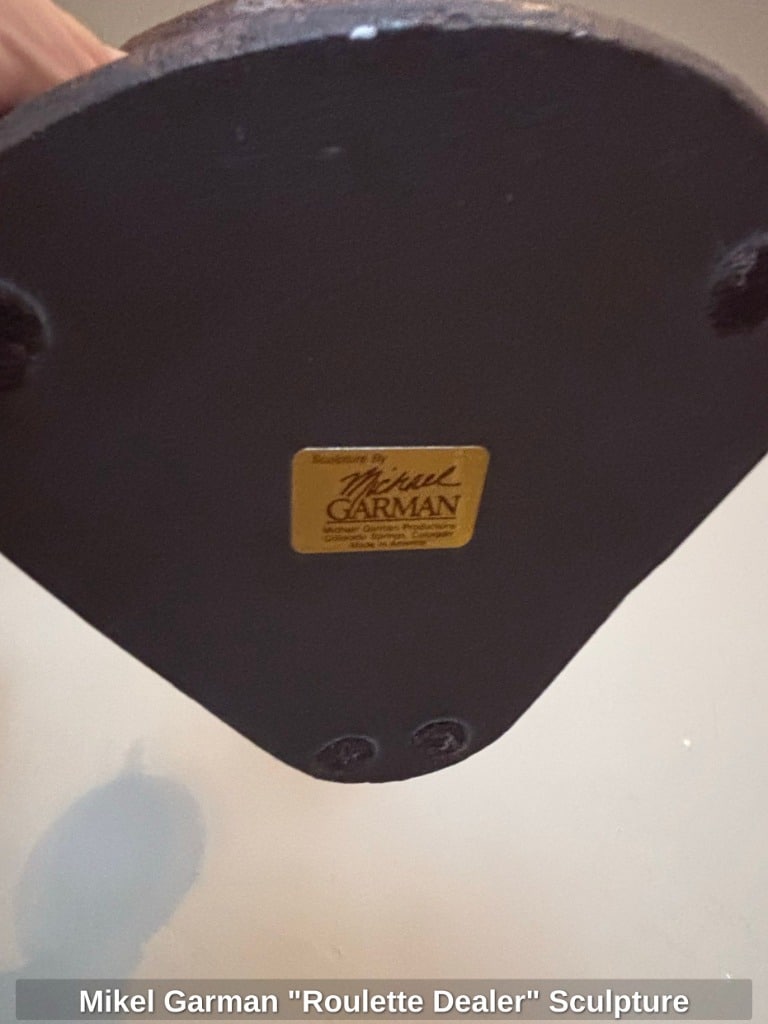 Sculpture By
Michael
GARMAN
Michael Garman Productions
Colorado Springs, Colorado
Made in America
Mikel Garman "Roulette Dealer" Sculpture